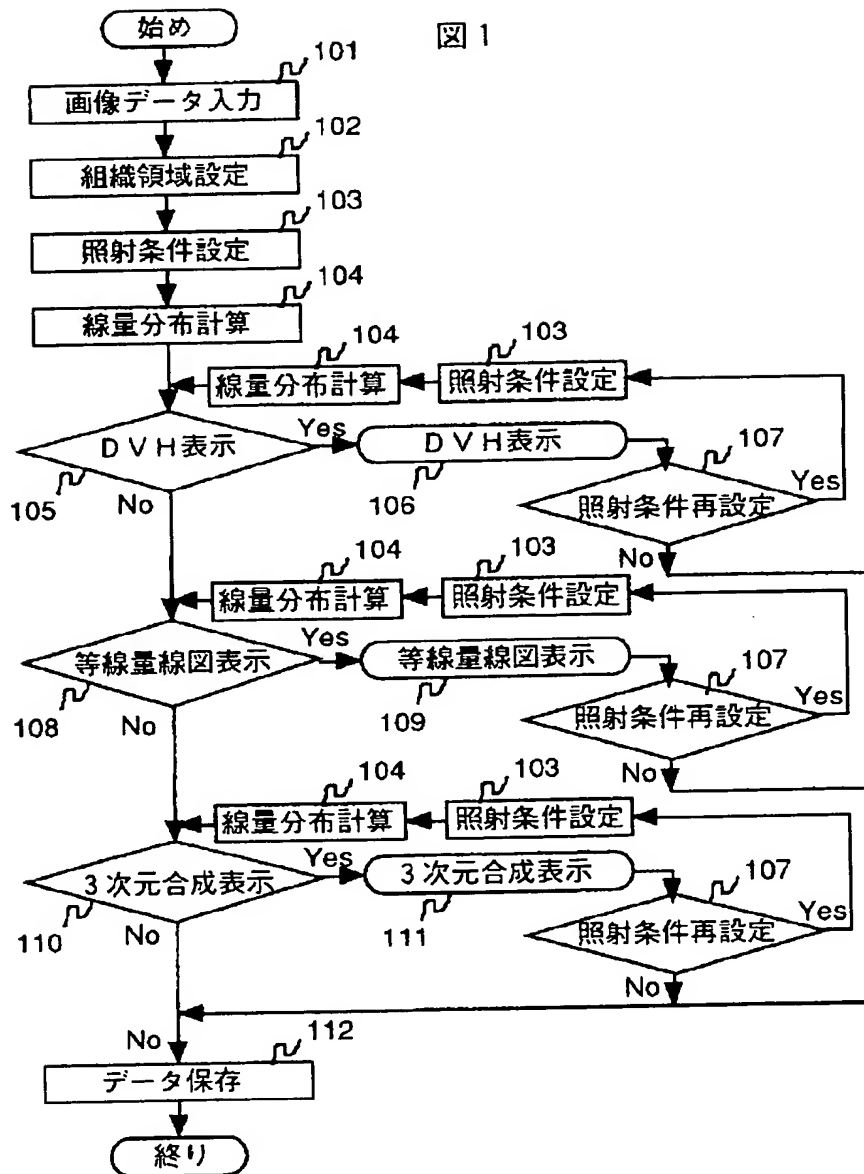 始め
図1
101
画像データ入力
102
組織領域設定
103
照射条件設定
104
線量分布計算
104
103
線量分布計算
照射条件設定
DVH表示
Yes
DVH表示
107
105
No
106
照射条件再設定
Yes
No
104
103
線量分布計算
照射条件設定
等線量線図表示
Yes
等線量線図表示
107
108
No
109
照射条件再設定
Yes
No
104
103
線量分布計算
照射条件設定
3次元合成表示
Yes
3次元合成表示
107
110
No
111
照射条件再設定
Yes
No
No
112
データ保存
終り